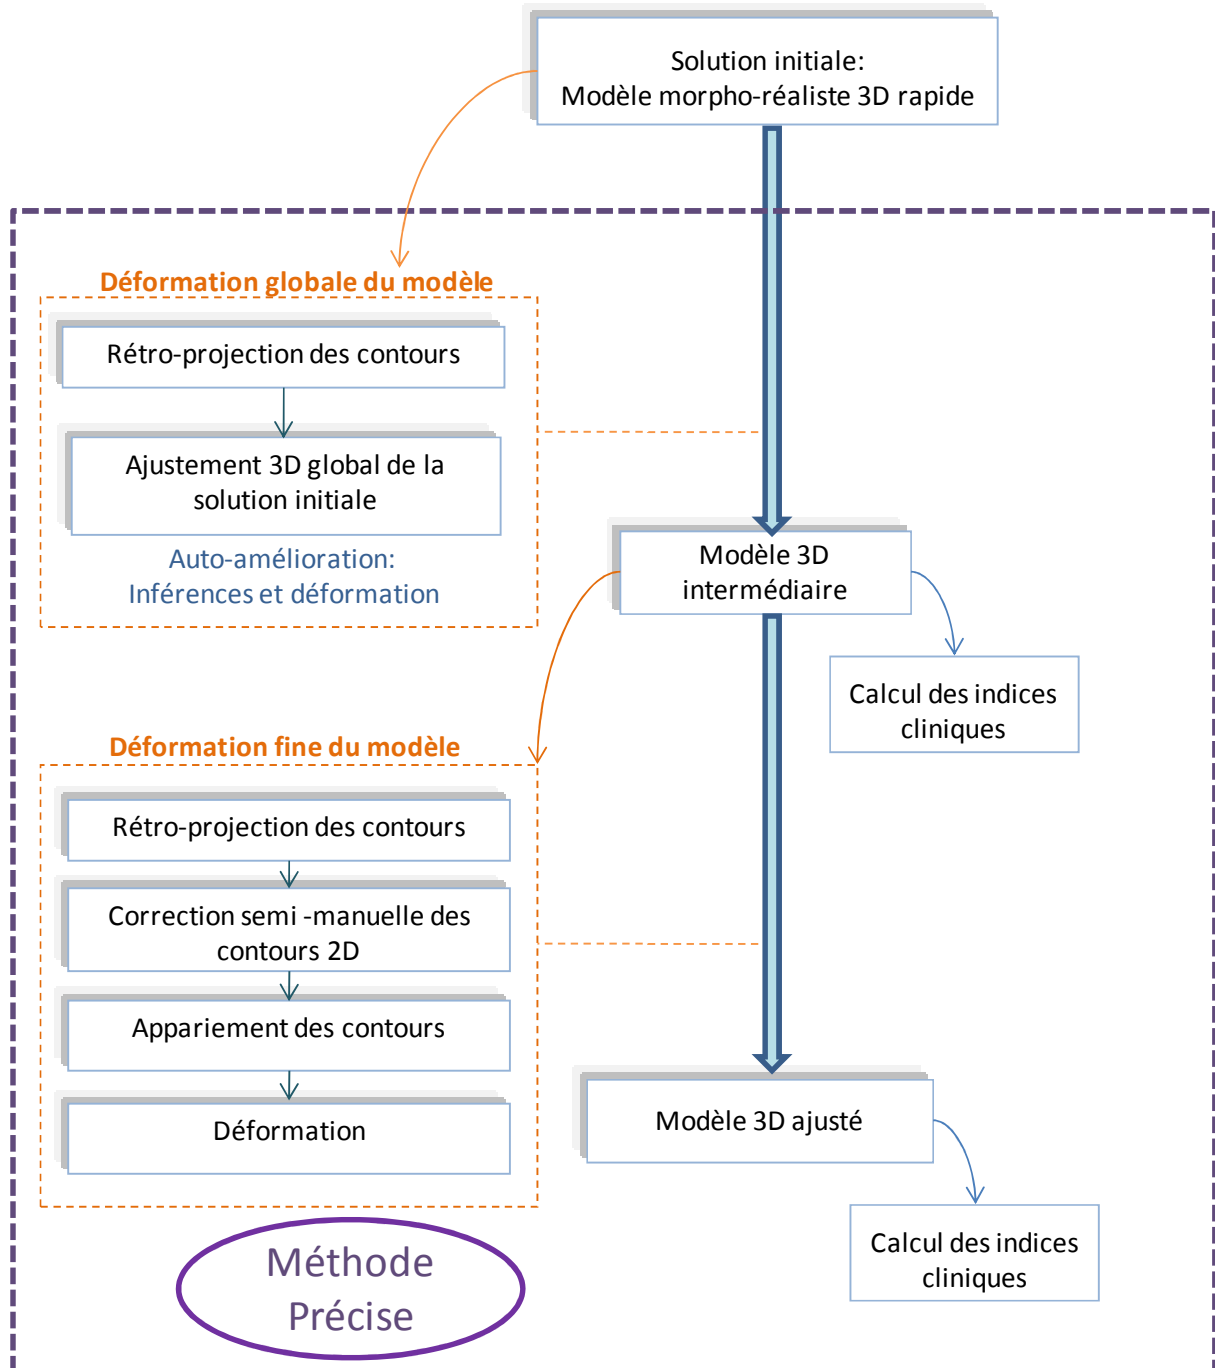 Solution initiale:
Modèle morpho-réaliste 3D rapide
Déformation globale du modèle
Rétro-projection des contours
Ajustement 3D global de la
solution initiale
Auto-amélioration:
Inférences et déformation
Modèle 3D
intermédiaire
Calcul des indices
cliniques
Déformation fine du modèle
Rétro-projection des contours
Correction semi -manuelle des
contours 2D
Appariement des contours
Déformation
Modèle 3D ajusté
Calcul des indices
cliniques
Méthode
Précise